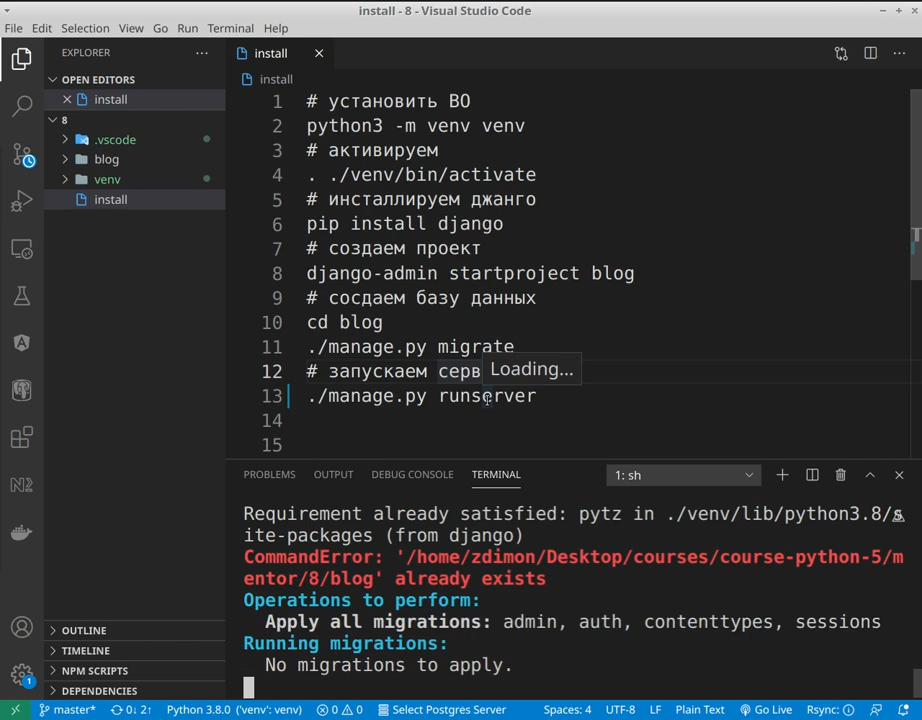 install - 8 - Visual Studio Code
File Edit Selection View Go Run Terminal Help
EXPLORER
OPEN EDITORS
install
8
.vscode
blog
venv
install
OUTLINE
TIMELINE
NPM SCRIPTS
DEPENDENCIES
install
install
1 # установить ВО
2 python3 -m venv venv
3 # активируем
4 . ./venv/bin/activate
5 # инсталлируем джанго
6 pip install django
7 # создаем проект
8 django-admin startproject blog
9 # сосдаем базу данных
10 cd blog
11 ./manage.py migrate
12 # запускаем серв
Loading...
13 ./manage.py runserver
14
15
PROBLEMS OUTPUT DEBUG CONSOLE TERMINAL 1: sh
Requirement already satisfied: pytz in ./venv/lib/python3.8/s
ite-packages (from django)
CommandError: '/home/zdimon/Desktop/courses/course-python-5/m
entor/8/blog' already exists
Operations to perform:
Apply all migrations: admin, auth, contenttypes, sessions
Running migrations:
No migrations to apply.
1
master* 0↓ 2↑ Python 3.8.0 ('venv': venv) 0 0 Select Postgres Server Spaces: 4 UTF-8 LF Plain Text Go Live Rsync: